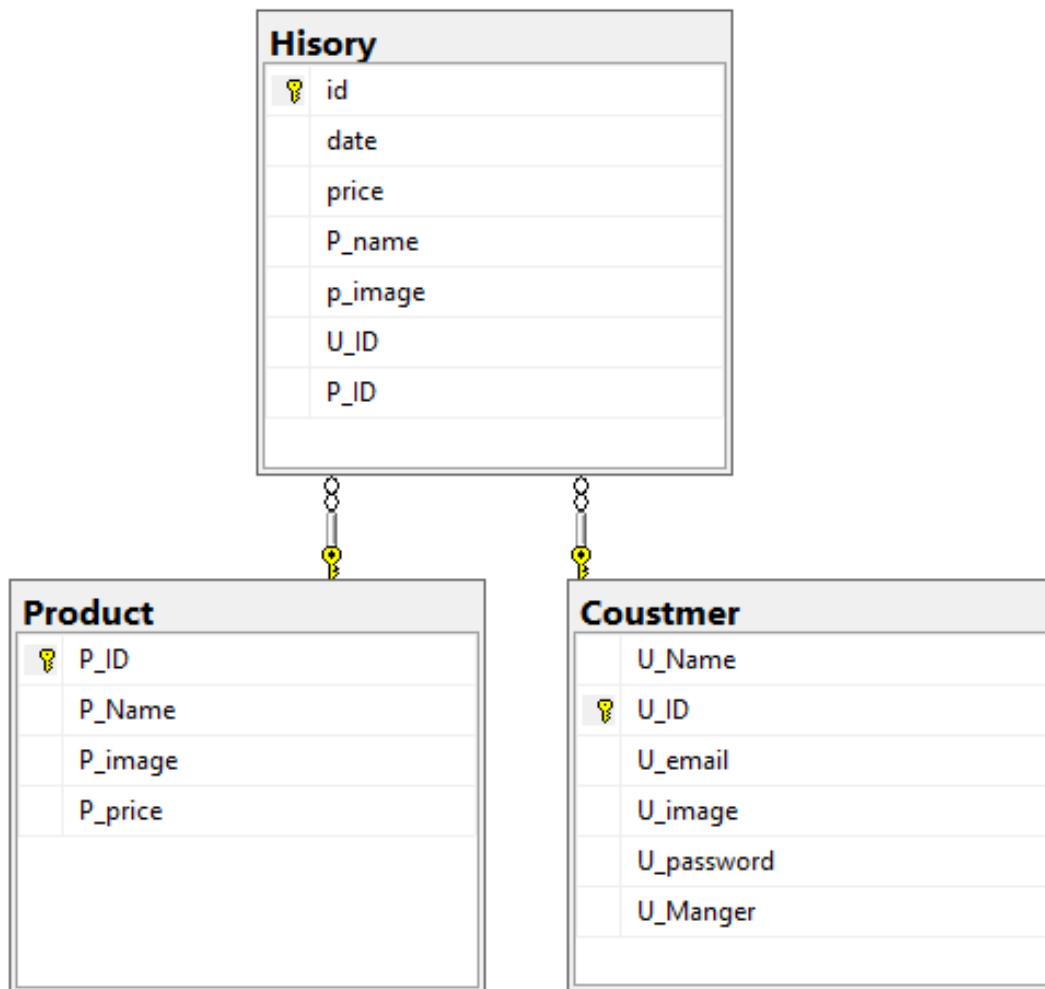 Hisory
id
date
price
P_name
p_image
U_ID
P_ID
Product
P_ID
P_Name
P_image
P_price
Coustmer
U_Name
U_ID
U_email
U_image
U_password
U_Manger